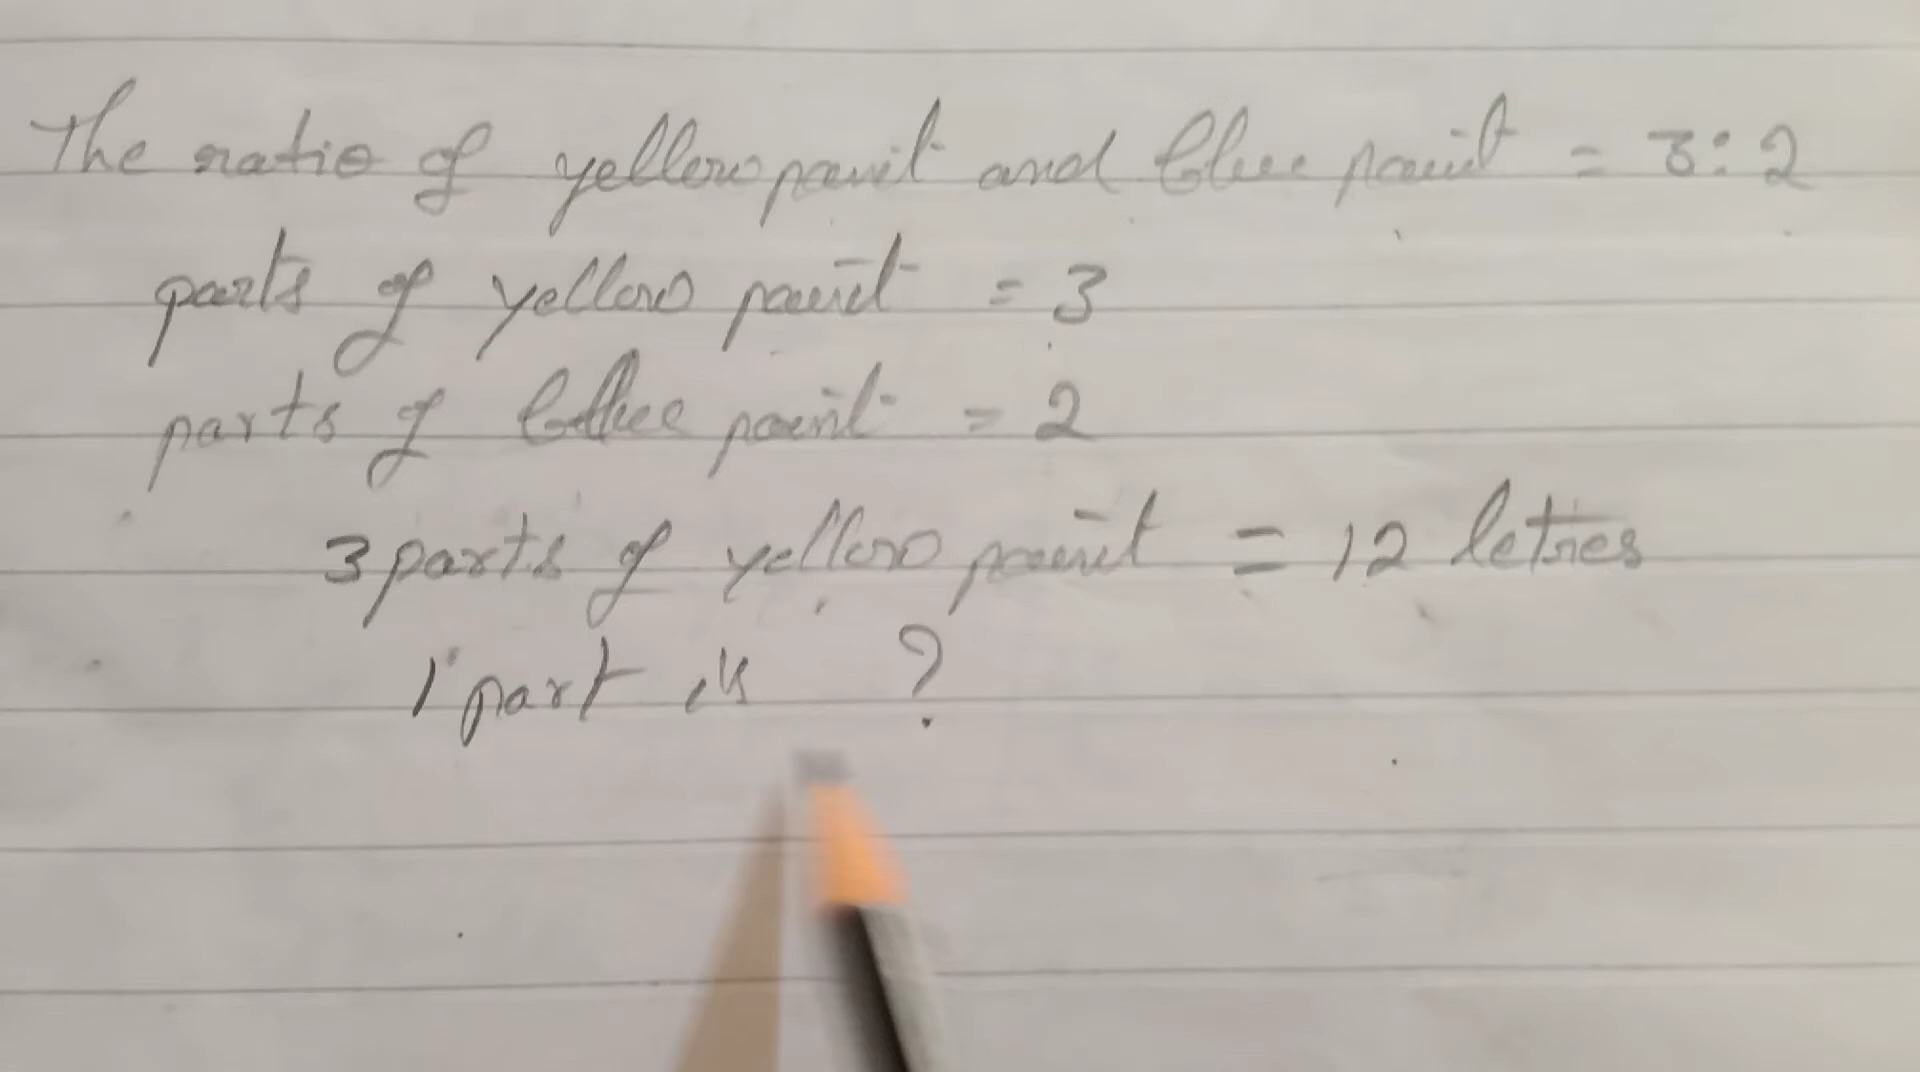 The ratio of yellow paint and blue paint = 3:2
parts of yellow paint = 3
parts of blue paint = 2
3 parts of yellow paint = 12 letres
1 part is ?